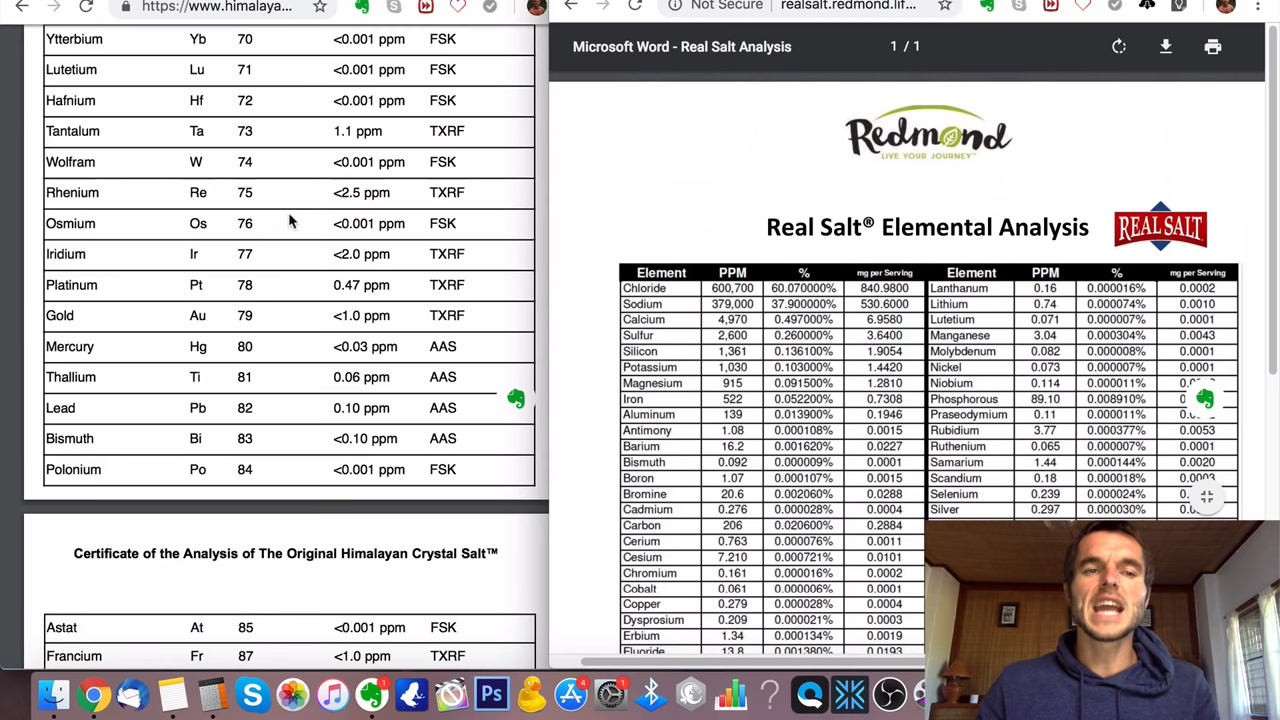 https://www.himalaya...
Ytterbium Yb 70 <0.001 ppm FSK
Lutetium Lu 71 <0.001 ppm FSK
Hafnium Hf 72 <0.001 ppm FSK
Tantalum Ta 73 1.1 ppm TXRF
Wolfram W 74 <0.001 ppm FSK
Rhenium Re 75 <2.5 ppm TXRF
Osmium Os 76 <0.001 ppm FSK
Iridium Ir 77 <2.0 ppm TXRF
Platinum Pt 78 0.47 ppm TXRF
Gold Au 79 <1.0 ppm TXRF
Mercury Hg 80 <0.03 ppm AAS
Thallium Ti 81 0.06 ppm AAS
Lead Pb 82 0.10 ppm AAS
Bismuth Bi 83 <0.10 ppm AAS
Polonium Po 84 <0.001 ppm FSK
Certificate of the Analysis of The Original Himalayan Crystal Salt™
Astat At 85 <0.001 ppm FSK
Francium Fr 87 <1.0 ppm TXRF
Not Secure realsalt.redmond.lif...
Microsoft Word - Real Salt Analysis 1 / 1
Redmond
LIVE YOUR JOURNEY™
Real Salt® Elemental Analysis
REAL SALT
Element PPM % mg per Serving Element PPM % mg per Serving
Chloride 600,700 60.070000% 840.9800 Lanthanum 0.16 0.000016% 0.0002
Sodium 379,000 37.900000% 530.6000 Lithium 0.74 0.000074% 0.0010
Calcium 4,970 0.497000% 6.9580 Lutetium 0.071 0.000007% 0.0001
Sulfur 2,600 0.260000% 3.6400 Manganese 3.04 0.000304% 0.0043
Silicon 1,361 0.136100% 1.9054 Molybdenum 0.082 0.000008% 0.0001
Potassium 1,030 0.103000% 1.4420 Nickel 0.073 0.000007% 0.0001
Magnesium 915 0.091500% 1.2810 Niobium 0.114 0.000011%
Iron 522 0.052200% 0.7308 Phosphorous 89.10 0.008910%
Aluminum 139 0.013900% 0.1946 Praseodymium 0.11 0.000011%
Antimony 1.08 0.000108% 0.0015 Rubidium 3.77 0.000377% 0.0053
Barium 16.2 0.001620% 0.0227 Ruthenium 0.065 0.000007% 0.0001
Bismuth 0.092 0.000009% 0.0001 Samarium 1.44 0.000144% 0.0020
Boron 1.07 0.000107% 0.0015 Scandium 0.18 0.000018% 0.0003
Bromine 20.6 0.002060% 0.0288 Selenium 0.239 0.000024%
Cadmium 0.276 0.000028% 0.0004 Silver 0.297 0.000030%
Carbon 206 0.020600% 0.2884
Cerium 0.763 0.000076% 0.0011
Cesium 7.210 0.000721% 0.0101
Chromium 0.161 0.000016% 0.0002
Cobalt 0.061 0.000006% 0.0001
Copper 0.279 0.000028% 0.0004
Dysprosium 0.209 0.000021% 0.0003
Erbium 1.34 0.000134% 0.0019
Fluoride 13.8 0.001380% 0.0193
1
Ps
4
1